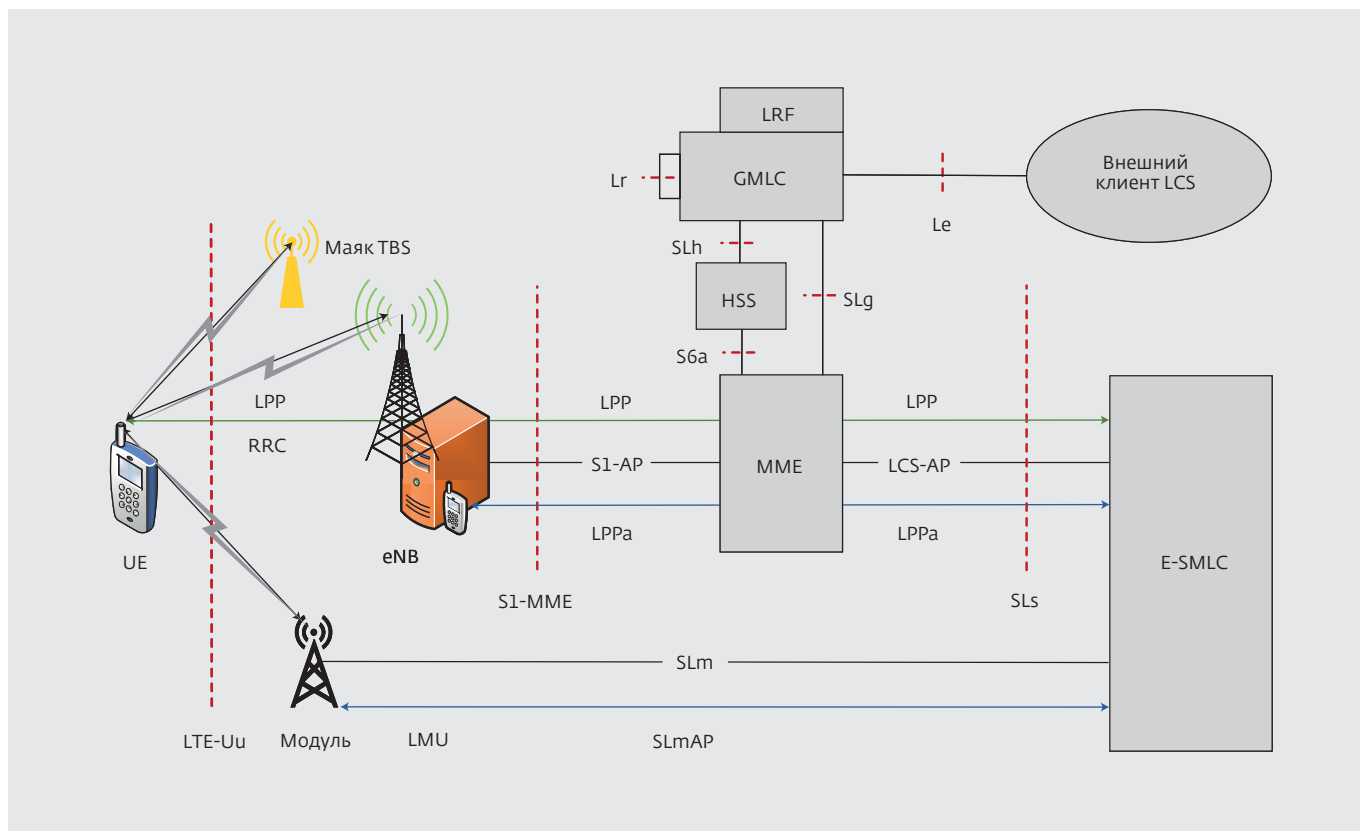 LRF
Внешний
клиент LCS
Lr
GMLC
Le
Маяк TBS
SLh
HSS
SLg
S6a
LPP
LPP
LPP
RRC
S1-AP
MME
LCS-AP
LPPa
LPPa
UE
eNB
E-SMLC
S1-MME
SLs
SLm
LTE-Uu
Модуль
LMU
SLmAP